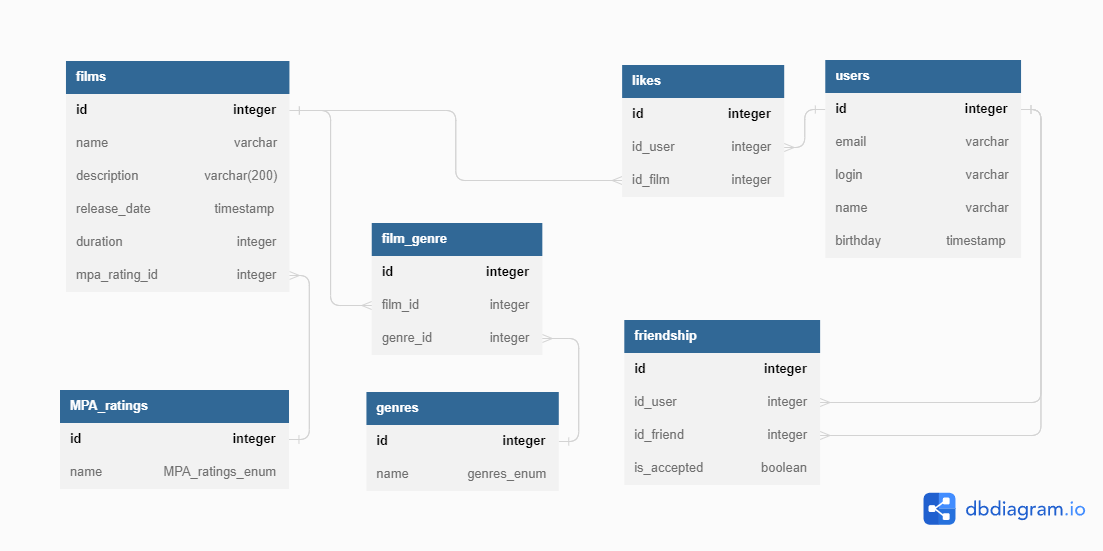 films
id integer
name varchar
description varchar(200)
release_date timestamp
duration integer
mpa_rating_id integer
MPA_ratings
id integer
name MPA_ratings_enum
film_genre
id integer
film_id integer
genre_id integer
genres
id integer
name genres_enum
likes
id integer
id_user integer
id_film integer
users
id integer
email varchar
login varchar
name varchar
birthday timestamp
friendship
id integer
id_user integer
id_friend integer
is_accepted boolean
dbdiagram.io